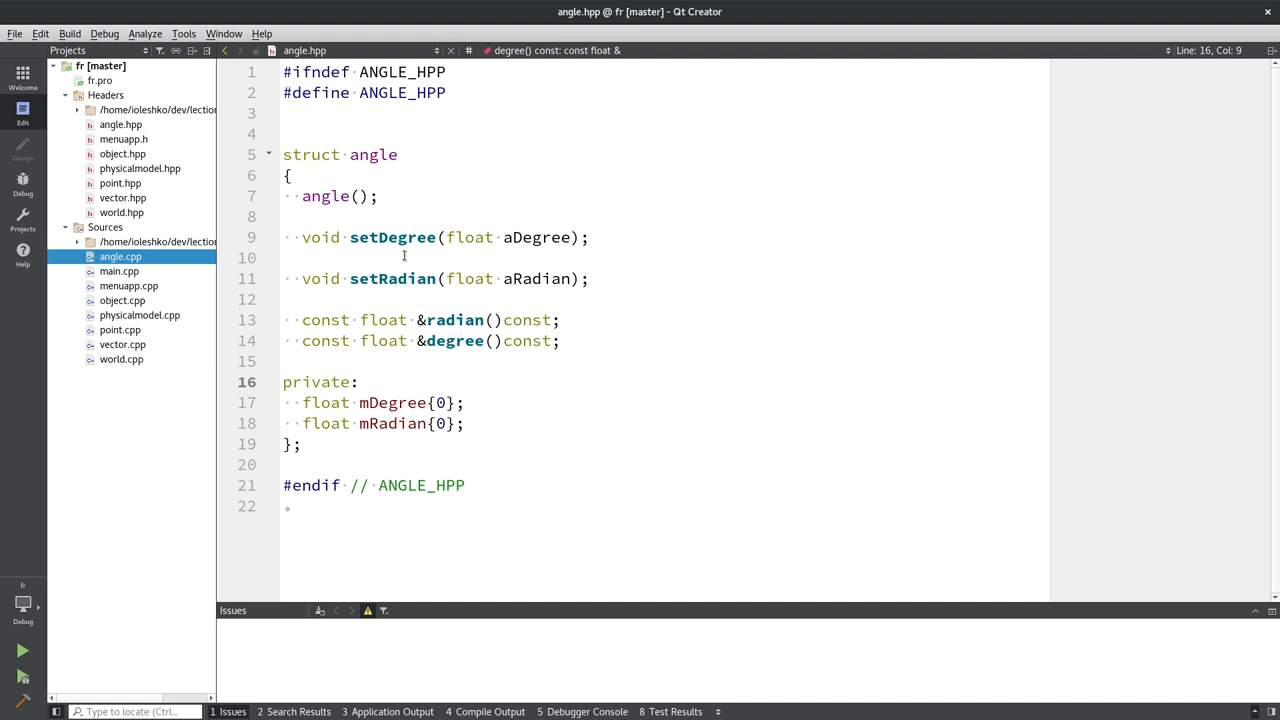 angle.hpp @ fr [master] - Qt Creator
File Edit Build Debug Analyze Tools Window Help
Projects
angle.hpp
#
degree() const: const float &
Line: 16, Col: 9
Welcome
Edit
Design
Debug
Projects
Help
fr
Debug
fr [master]
fr.pro
Headers
/home/ioleshko/dev/lection
angle.hpp
menuapp.h
object.hpp
physicalmodel.hpp
point.hpp
vector.hpp
world.hpp
Sources
/home/ioleshko/dev/lection
angle.cpp
main.cpp
menuapp.cpp
object.cpp
physicalmodel.cpp
point.cpp
vector.cpp
world.cpp
1 #ifndef ANGLE_HPP
2 #define ANGLE_HPP
3
4
5 struct angle
6 {
7 angle();
8
9 void setDegree(float aDegree);
10
11 void setRadian(float aRadian);
12
13 const float &radian()const;
14 const float &degree()const;
15
16 private:
17 float mDegree{0};
18 float mRadian{0};
19 };
20
21 #endif // ANGLE_HPP
22
Issues
Type to locate (Ctrl...
1 Issues 2 Search Results 3 Application Output 4 Compile Output 5 Debugger Console 8 Test Results